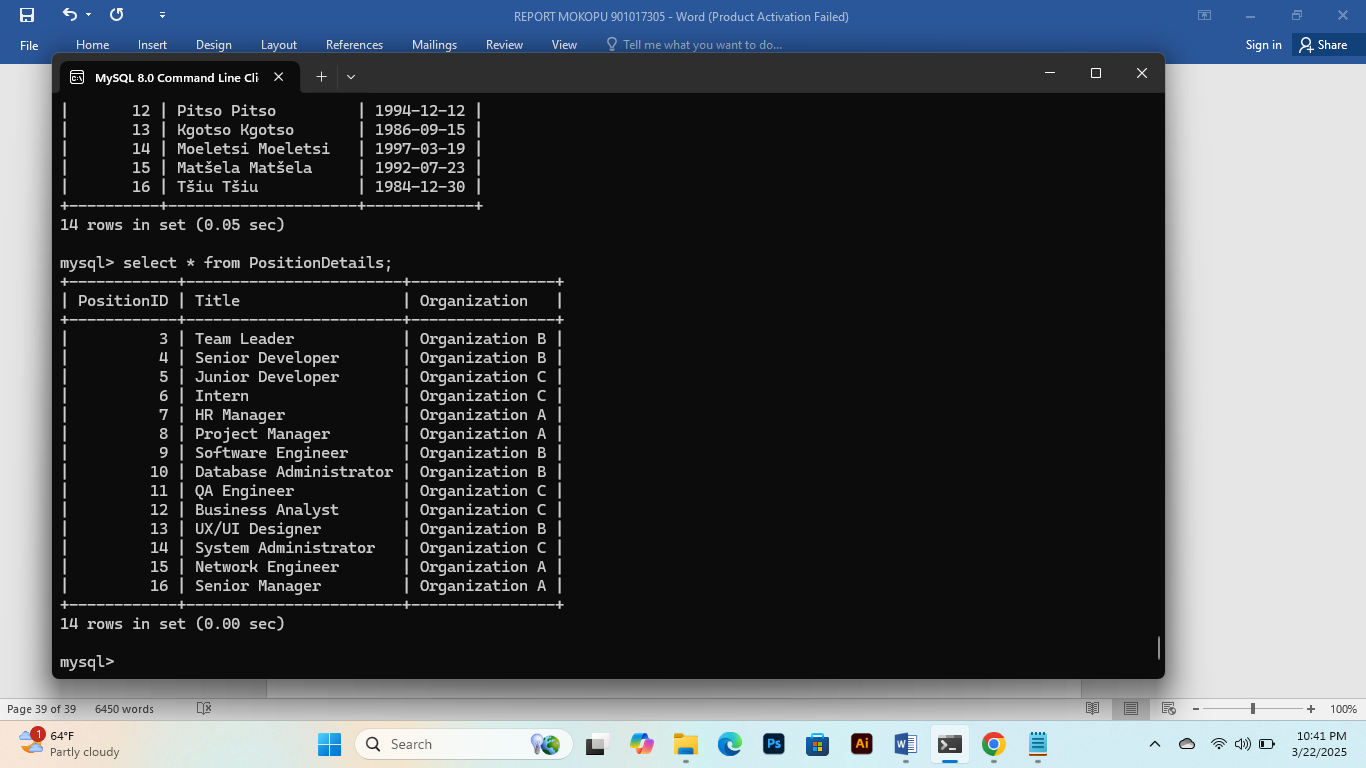 REPORT MOKOPU 901017305 - Word (Product Activation Failed)
File Home Insert Design Layout References Mailings Review View Tell me what you want to do... Sign in Share
MySQL 8.0 Command Line Cli
| 12 | Pitso Pitso | 1994-12-12 |
| 13 | Kgotso Kgotso | 1986-09-15 |
| 14 | Moeletsi Moeletsi | 1997-03-19 |
| 15 | Matšela Matšela | 1992-07-23 |
| 16 | Tšiu Tšiu | 1984-12-30 |
+----------+---------------------+------------+
14 rows in set (0.05 sec)
mysql> select * from PositionDetails;
+------------+------------------------+----------------+
| PositionID | Title | Organization |
+------------+------------------------+----------------+
| 3 | Team Leader | Organization B |
| 4 | Senior Developer | Organization B |
| 5 | Junior Developer | Organization C |
| 6 | Intern | Organization C |
| 7 | HR Manager | Organization A |
| 8 | Project Manager | Organization A |
| 9 | Software Engineer | Organization B |
| 10 | Database Administrator | Organization B |
| 11 | QA Engineer | Organization C |
| 12 | Business Analyst | Organization C |
| 13 | UX/UI Designer | Organization B |
| 14 | System Administrator | Organization C |
| 15 | Network Engineer | Organization A |
| 16 | Senior Manager | Organization A |
+------------+------------------------+----------------+
14 rows in set (0.00 sec)
mysql>
Page 39 of 39 6450 words 100%
1 64°F
Partly cloudy
Search
Ps
Ai
10:41 PM
3/22/2025